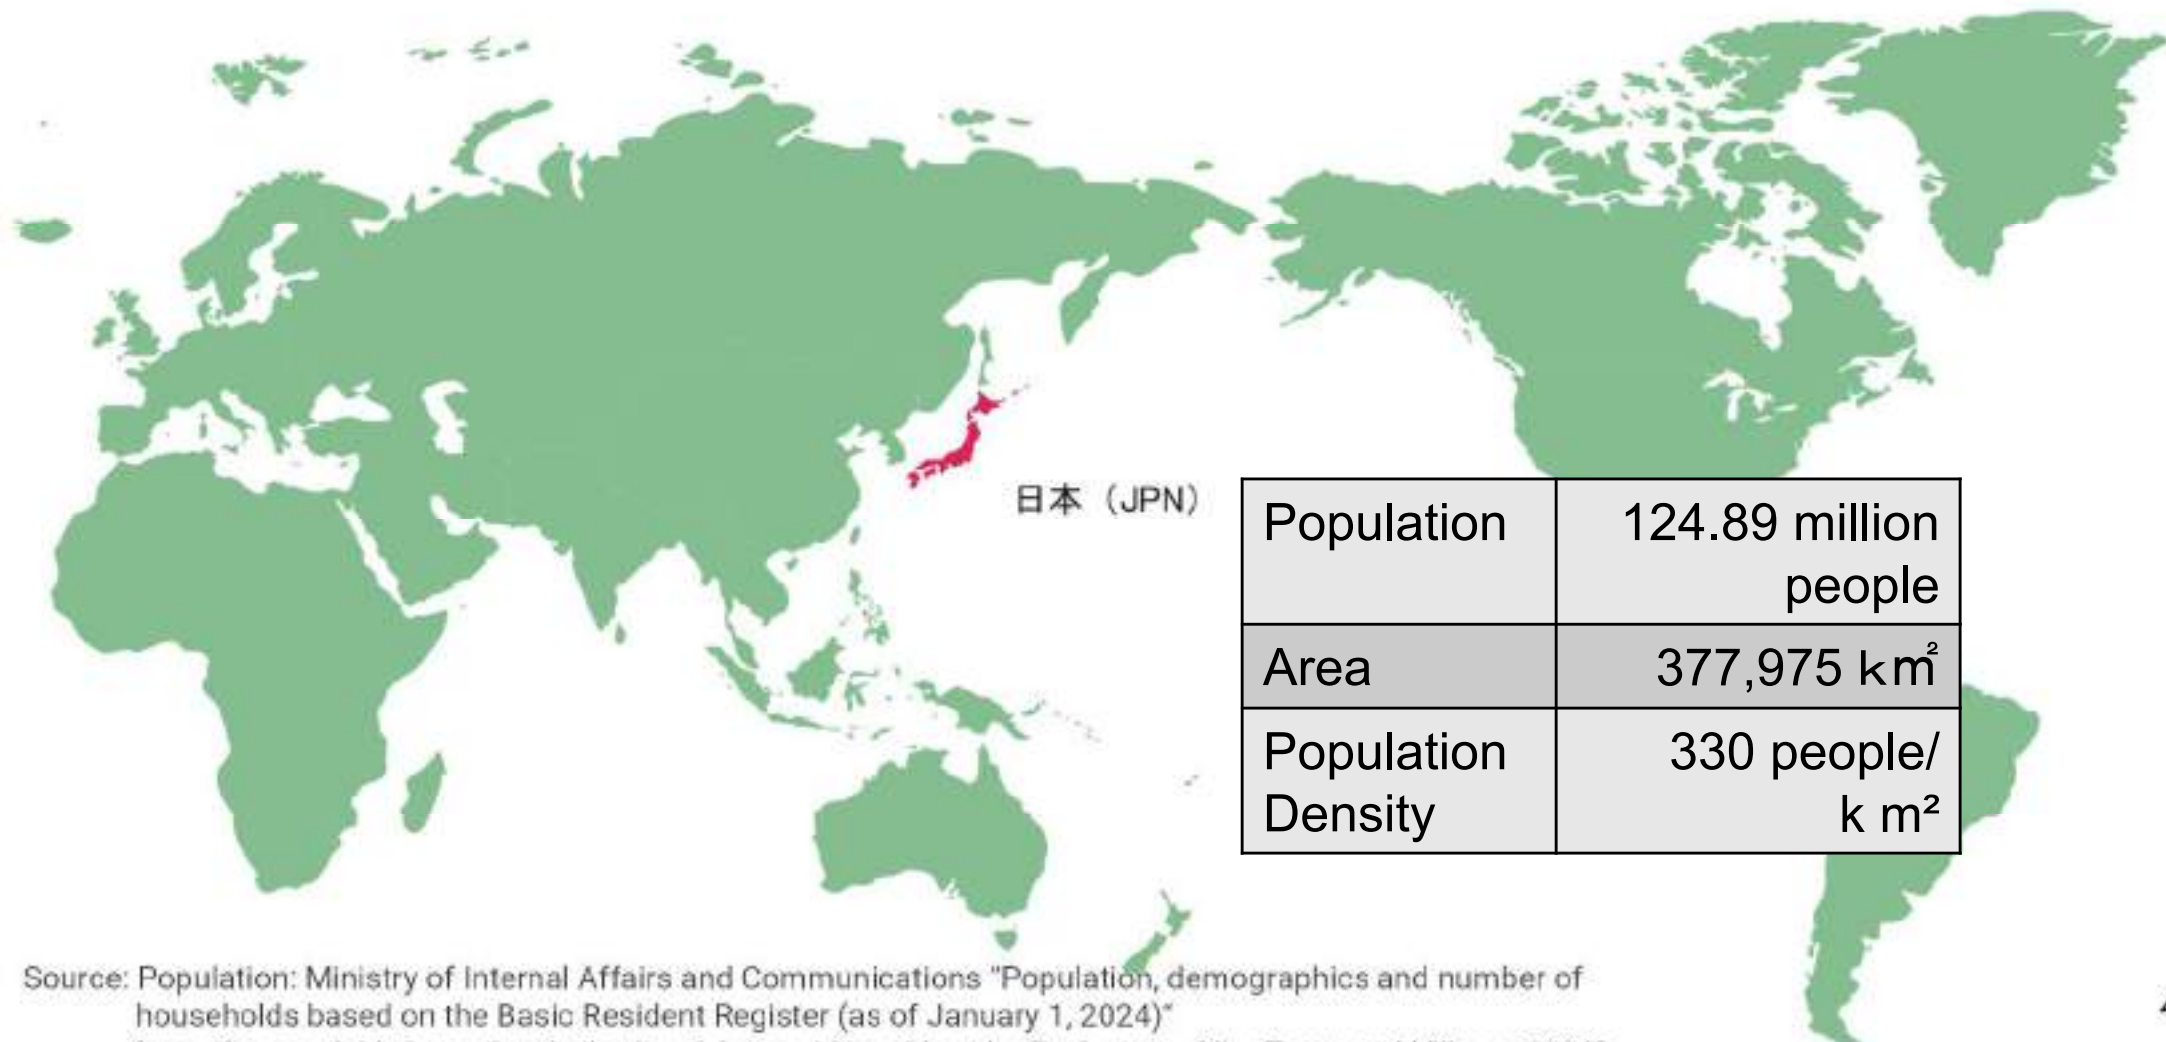 日本（JPN）
Population
124.89 million
people
Area
377,975 k㎡
Population
Density
330 people/
k m²
Source: Population: Ministry of Internal Affairs and Communications "Population, demographics and number of
households based on the Basic Resident Register (as of January 1, 2024)"